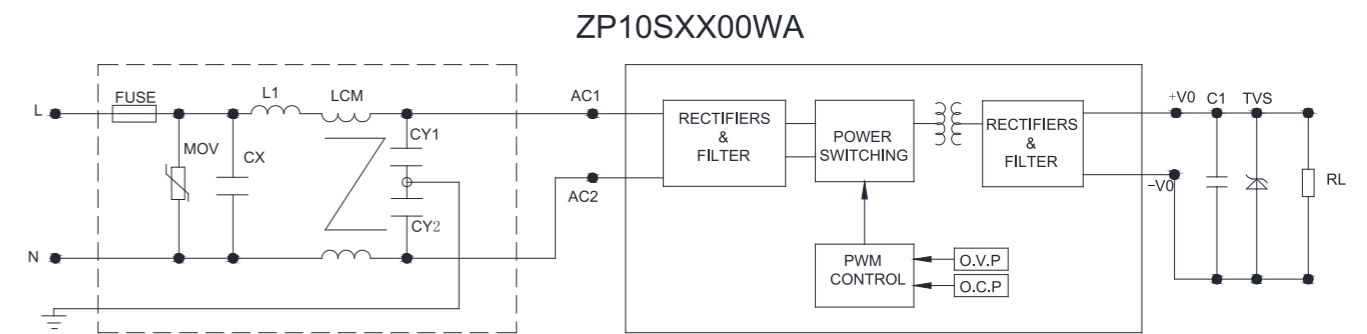 ZP10SXX00WA
L
FUSE
L1
LCM
AC1
+V0
C1
TVS
MOV
CX
CY1
RECTIFIERS
&
FILTER
POWER
SWITCHING
RECTIFIERS
&
FILTER
AC2
-V0
RL
CY2
N
PWM
CONTROL
O.V.P
O.C.P